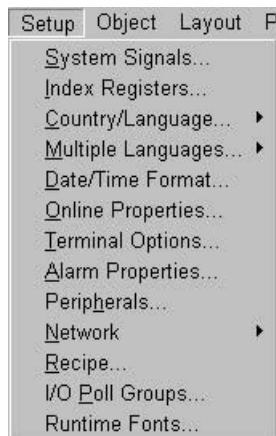 Setup Object Layout P
System Signals...
Index Registers...
Country/Language...
Multiple Languages...
Date/Time Format...
Online Properties...
Terminal Options...
Alarm Properties...
Peripherals...
Network
Recipe...
I/O Poll Groups...
Runtime Fonts...